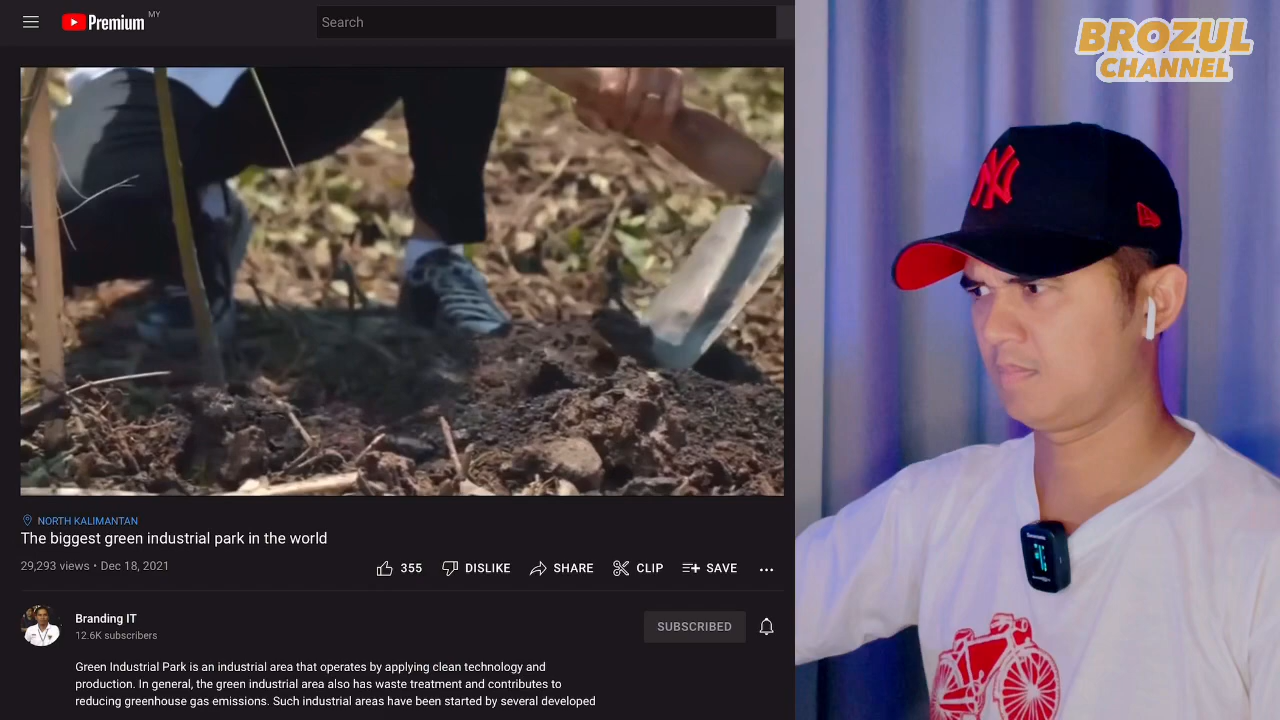 Premium MY
Search
BROZUL
CHANNEL
NORTH KALIMANTAN
The biggest green industrial park in the world
29,293 views • Dec 18, 2021
355
DISLIKE
SHARE
CLIP
SAVE
Branding IT
12.6K subscribers
SUBSCRIBED
Green Industrial Park is an industrial area that operates by applying clean technology and
production. In general, the green industrial area also has waste treatment and contributes to
reducing greenhouse gas emissions. Such industrial areas have been started by several developed
NY